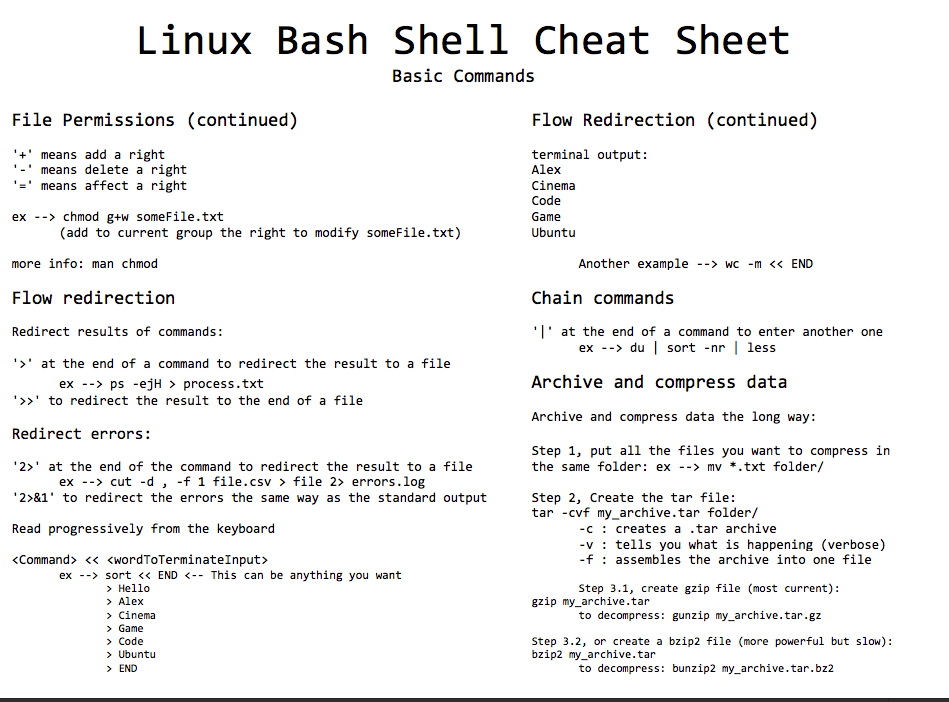 Linux Bash Shell Cheat Sheet
Basic Commands
File Permissions (continued)
'+' means add a right
'-' means delete a right
'=' means affect a right
ex --> chmod g+w someFile.txt
(add to current group the right to modify someFile.txt)
more info: man chmod
Flow redirection
Redirect results of commands:
'>' at the end of a command to redirect the result to a file
ex --> ps -ejH > process.txt
'>>' to redirect the result to the end of a file
Redirect errors:
'2>' at the end of the command to redirect the result to a file
ex --> cut -d , -f 1 file.csv > file 2> errors.log
'2>&1' to redirect the errors the same way as the standard output
Read progressively from the keyboard
<Command> << <wordToTerminateInput>
ex --> sort << END <-- This can be anything you want
> Hello
> Alex
> Cinema
> Game
> Code
> Ubuntu
> END
Flow Redirection (continued)
terminal output:
Alex
Cinema
Code
Game
Ubuntu
Another example --> wc -m << END
Chain commands
'|' at the end of a command to enter another one
ex --> du | sort -nr | less
Archive and compress data
Archive and compress data the long way:
Step 1, put all the files you want to compress in
the same folder: ex --> mv *.txt folder/
Step 2, Create the tar file:
tar -cvf my_archive.tar folder/
-c : creates a .tar archive
-v : tells you what is happening (verbose)
-f : assembles the archive into one file
Step 3.1, create gzip file (most current):
gzip my_archive.tar
to decompress: gunzip my_archive.tar.gz
Step 3.2, or create a bzip2 file (more powerful but slow):
bzip2 my_archive.tar
to decompress: bunzip2 my_archive.tar.bz2